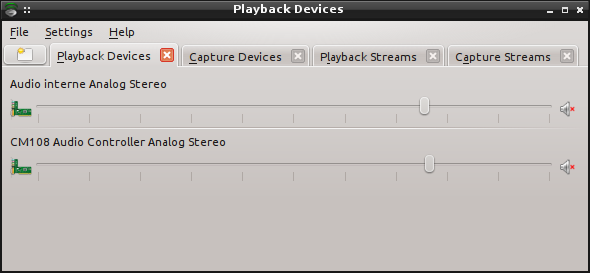 Playback Devices
File Settings Help
Playback Devices Capture Devices Playback Streams Capture Streams
Audio interne Analog Stereo
CM108 Audio Controller Analog Stereo